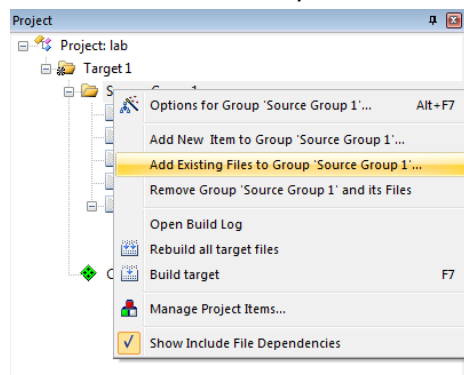 Project
Project: lab
Target 1
Options for Group 'Source Group 1'... Alt+F7
Add New Item to Group 'Source Group 1'...
Add Existing Files to Group 'Source Group 1'...
Remove Group 'Source Group 1' and its Files
Open Build Log
Rebuild all target files
Build target F7
Manage Project Items...
Show Include File Dependencies